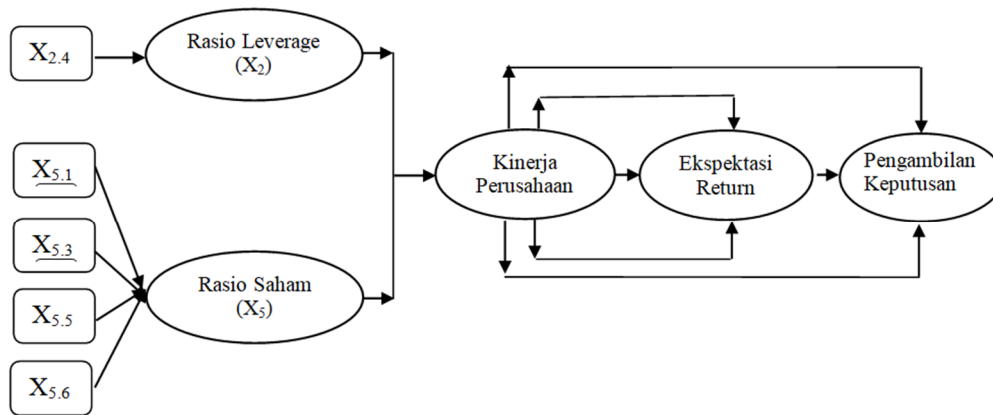 X2.4
Rasio Leverage
(X2)
X5.1
X5.3
X5.5
X5.6
Rasio Saham
(X5)
Kinerja
Perusahaan
Ekspektasi
Return
Pengambilan
Keputusan